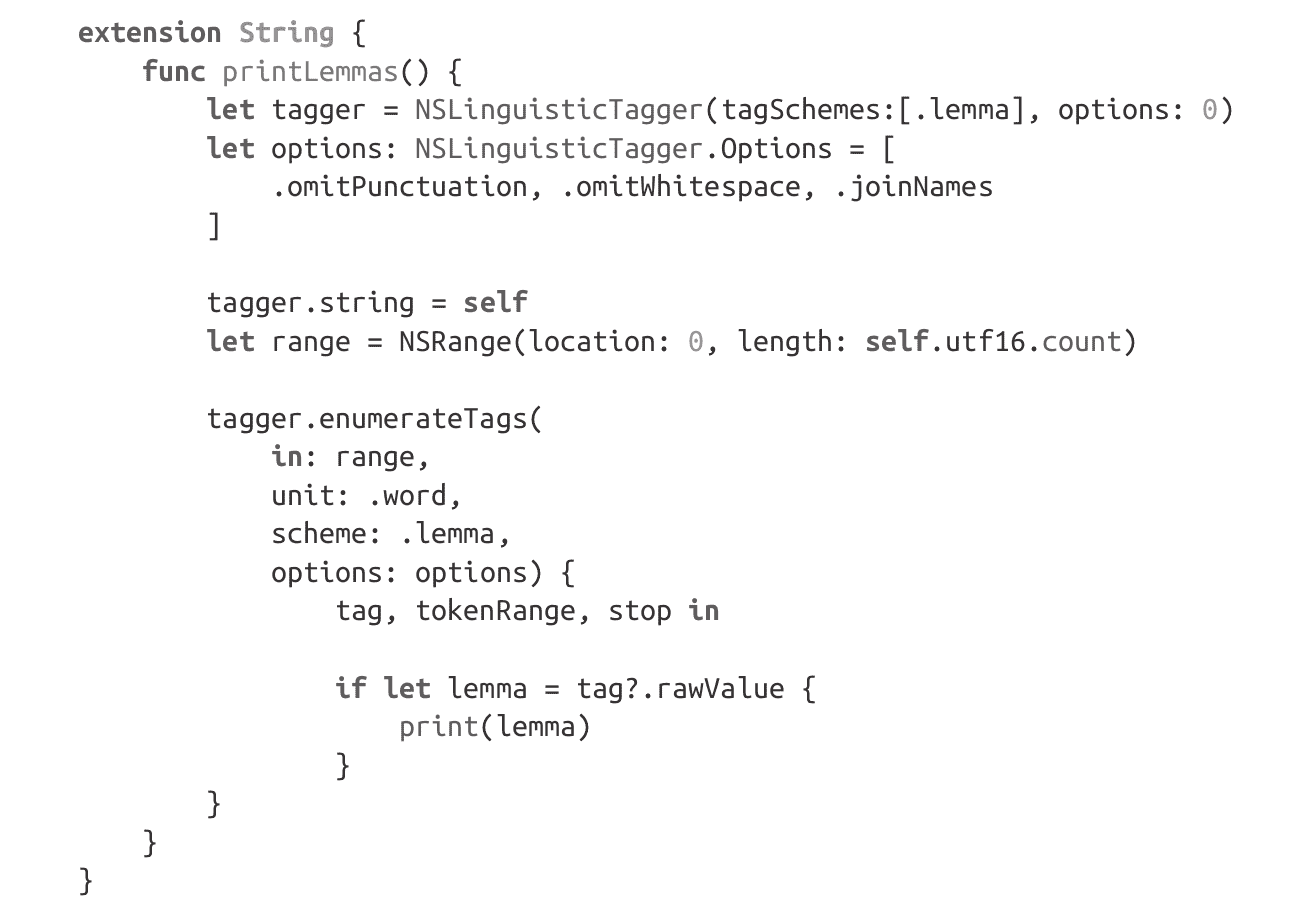 extension String {
    func printLemmas() {
        let tagger = NSLinguisticTagger(tagSchemes:[.lemma], options: 0)
        let options: NSLinguisticTagger.Options = [
            .omitPunctuation, .omitWhitespace, .joinNames
        ]

        tagger.string = self
        let range = NSRange(location: 0, length: self.utf16.count)

        tagger.enumerateTags(
            in: range,
            unit: .word,
            scheme: .lemma,
            options: options) {
                tag, tokenRange, stop in

                if let lemma = tag?.rawValue {
                    print(lemma)
                }
        }
    }
}